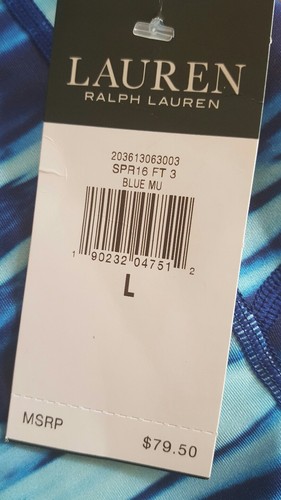 LAUREN
RALPH LAUREN
203613063003
SPR16 FT 3
BLUE MU
1 90232 04751 2
L
MSRP $79.50